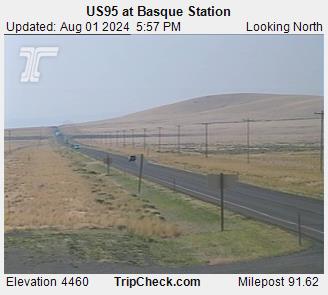 US95 at Basque Station
Updated: Aug 01 2024 5:57 PM Looking North
Elevation 4460 TripCheck.com Milepost 91.62